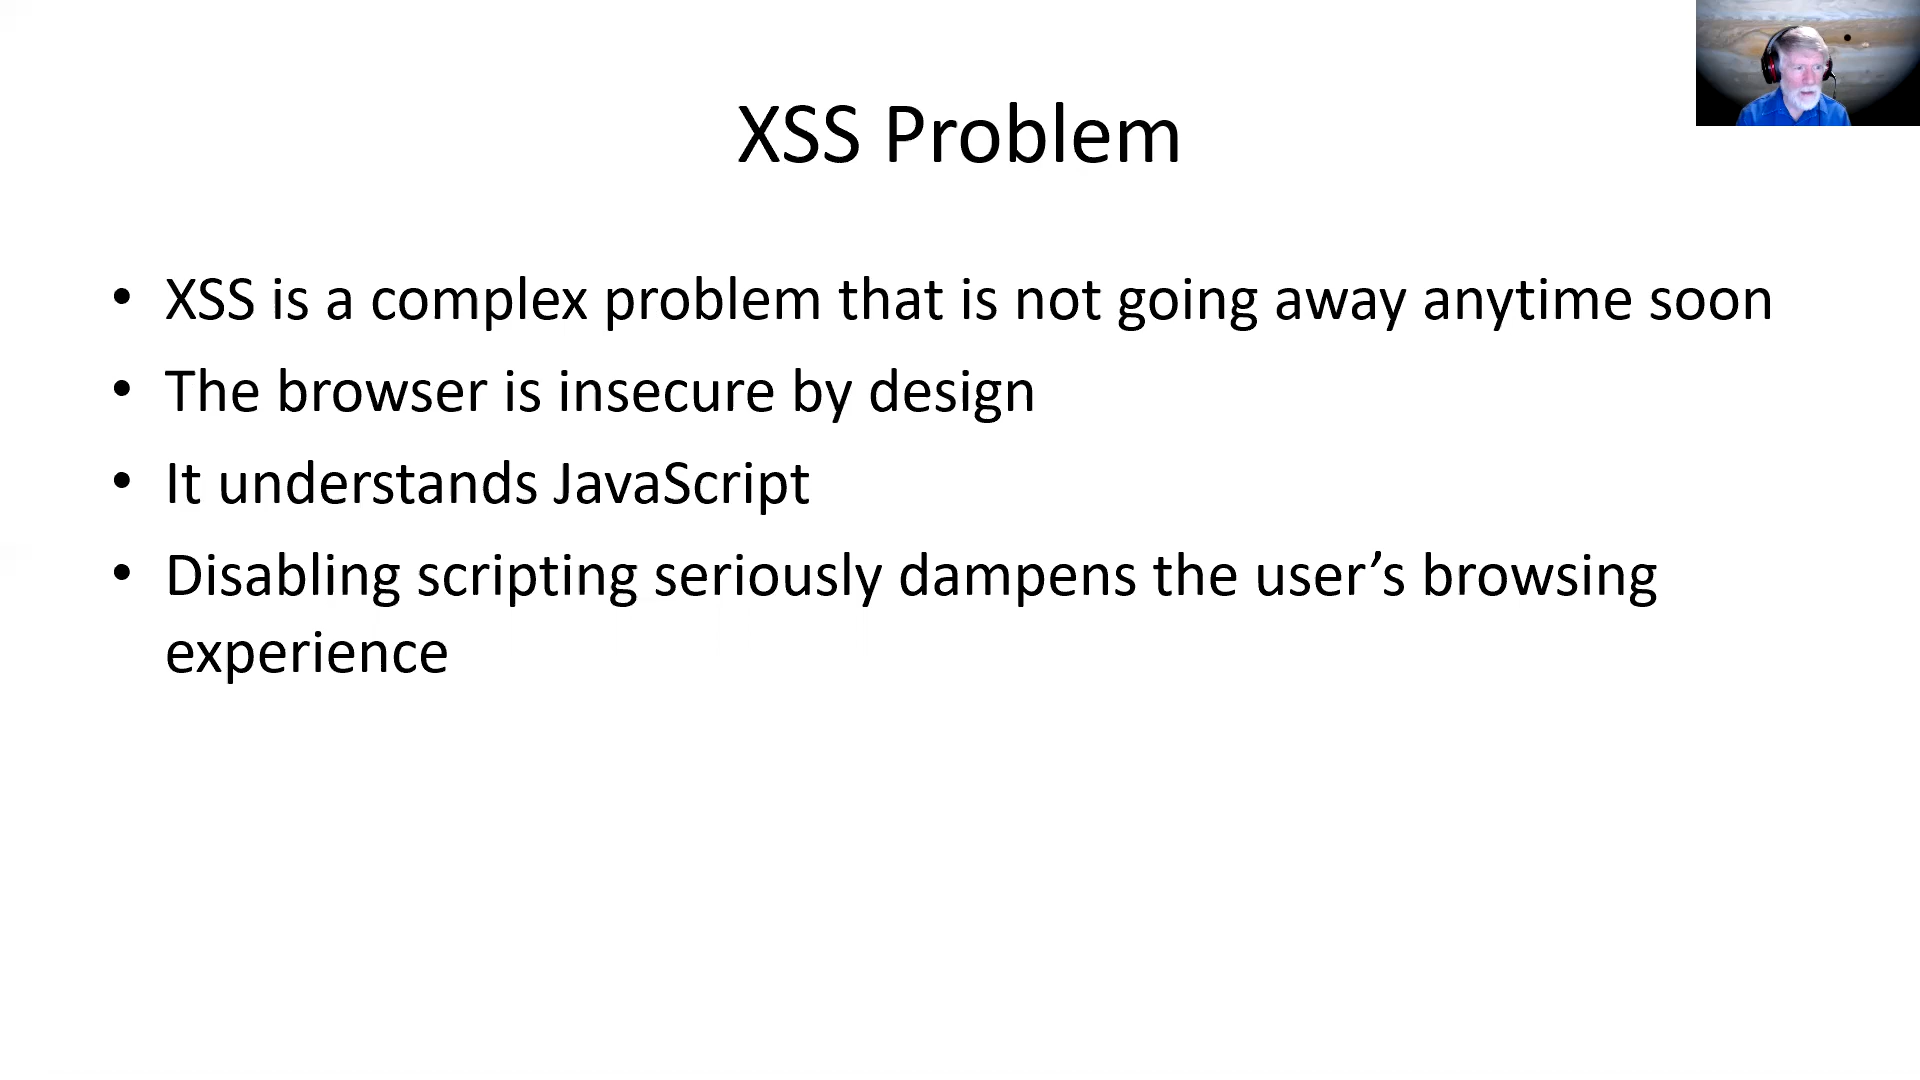 XSS Problem
• XSS is a complex problem that is not going away anytime soon
• The browser is insecure by design
• It understands JavaScript
• Disabling scripting seriously dampens the user’s browsing
experience